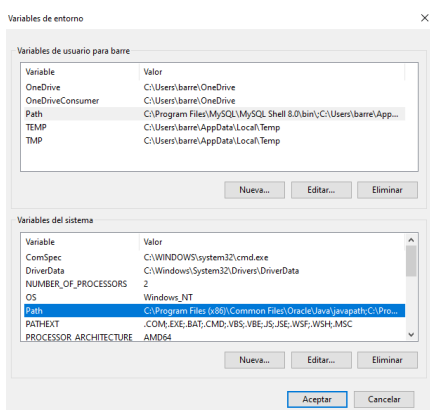 Variables de entorno
Variables de usuario para barre
Variable Valor
OneDrive C:\Users\barre\OneDrive
OneDriveConsumer C:\Users\barre\OneDrive
Path C:\Program Files\MySQL\MySQL Shell 8.0\bin\;C:\Users\barre\App...
TEMP C:\Users\barre\AppData\Local\Temp
TMP C:\Users\barre\AppData\Local\Temp
Nueva... Editar... Eliminar
Variables del sistema
Variable Valor
ComSpec C:\WINDOWS\system32\cmd.exe
DriverData C:\Windows\System32\Drivers\DriverData
NUMBER_OF_PROCESSORS 2
OS Windows_NT
Path C:\Program Files (x86)\Common Files\Oracle\Java\javapath;C:\Pro...
PATHEXT .COM;.EXE;.BAT;.CMD;.VBS;.VBE;.JS;.JSE;.WSF;.WSH;.MSC
PROCESSOR_ARCHITECTURE AMD64
Nueva... Editar... Eliminar
Aceptar Cancelar